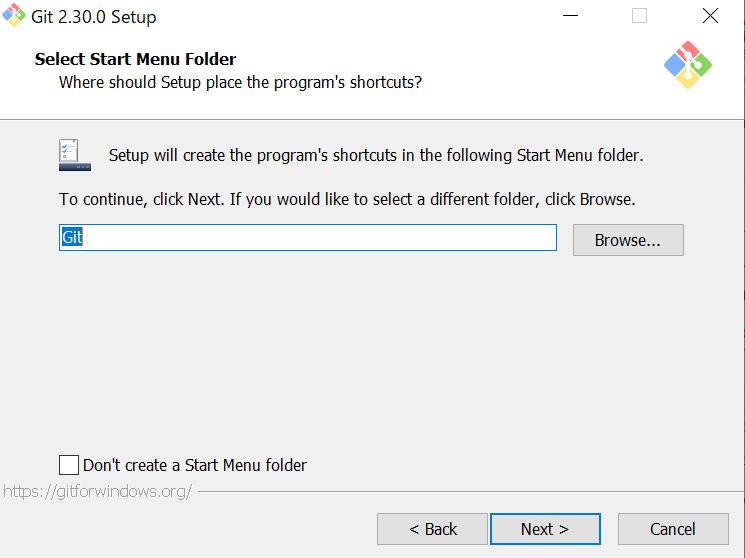 Git 2.30.0 Setup
Select Start Menu Folder
Where should Setup place the program's shortcuts?
Setup will create the program's shortcuts in the following Start Menu folder.
To continue, click Next. If you would like to select a different folder, click Browse.
Git
Browse...
Don't create a Start Menu folder
https://gitforwindows.org/
< Back
Next >
Cancel